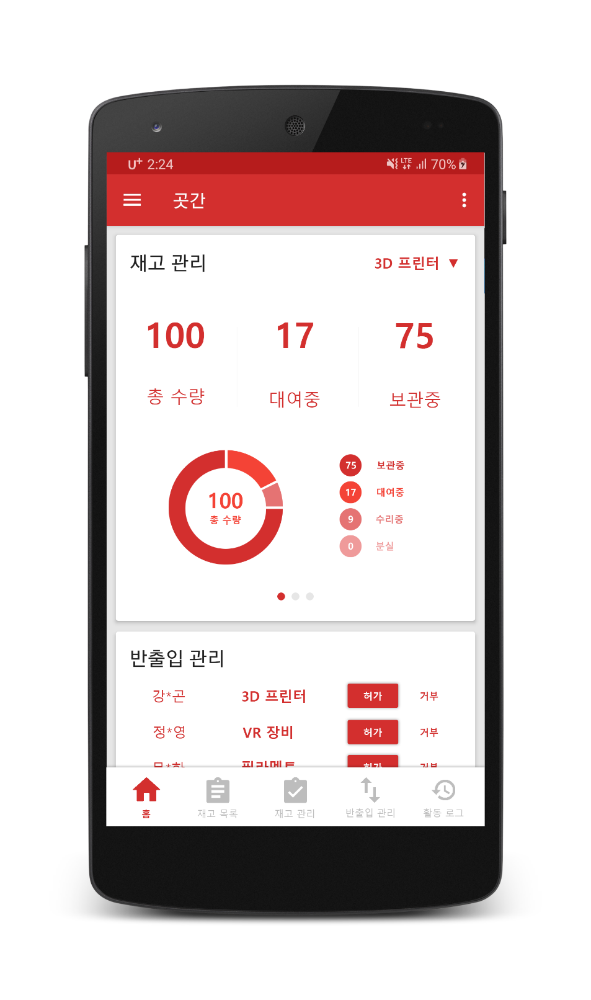 U+ 2:24 LTE 70%
곳간
재고 관리 3D 프린터 ▼
100 17 75
총 수량 대여중 보관중
100
총 수량
75 보관중
17 대여중
9 수리중
0 분실
반출입 관리
강*곤 3D 프린터 허가 거부
정*영 VR 장비 허가 거부
허가 거부
홈 재고 목록 재고 관리 반출입 관리 활동 로그